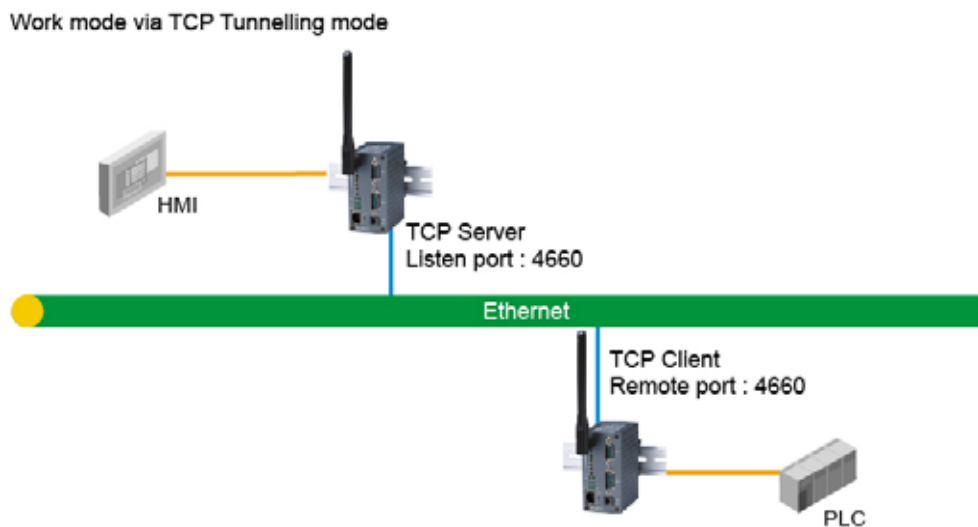 Work mode via TCP Tunnelling mode
HMI
TCP Server
Listen port : 4660
Ethernet
TCP Client
Remote port : 4660
PLC